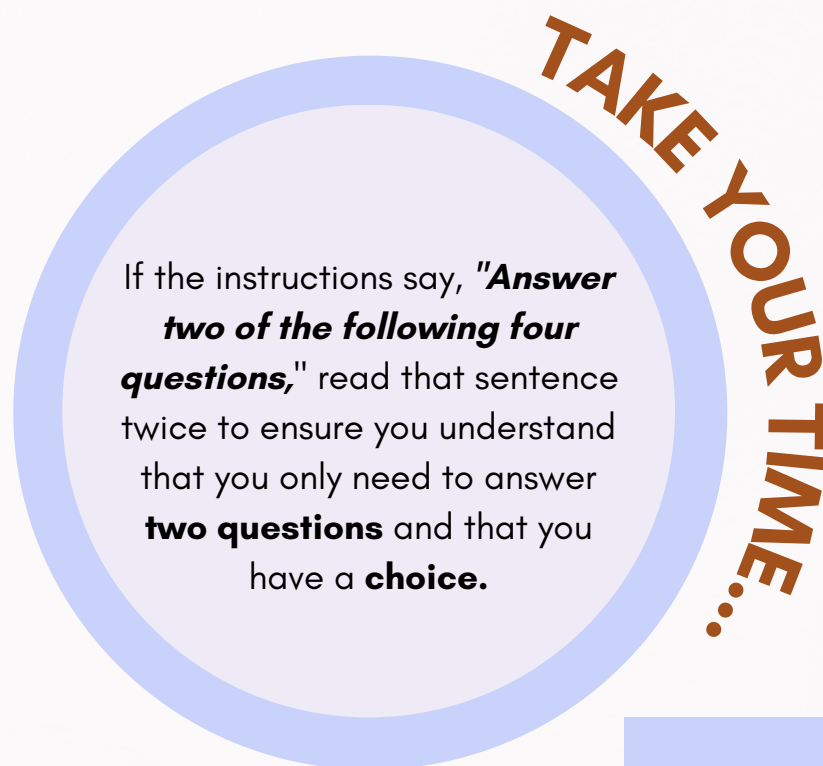 TAKE YOUR TIME...
If the instructions say, "Answer
two of the following four
questions," read that sentence
twice to ensure you understand
that you only need to answer
two questions and that you
have a choice.